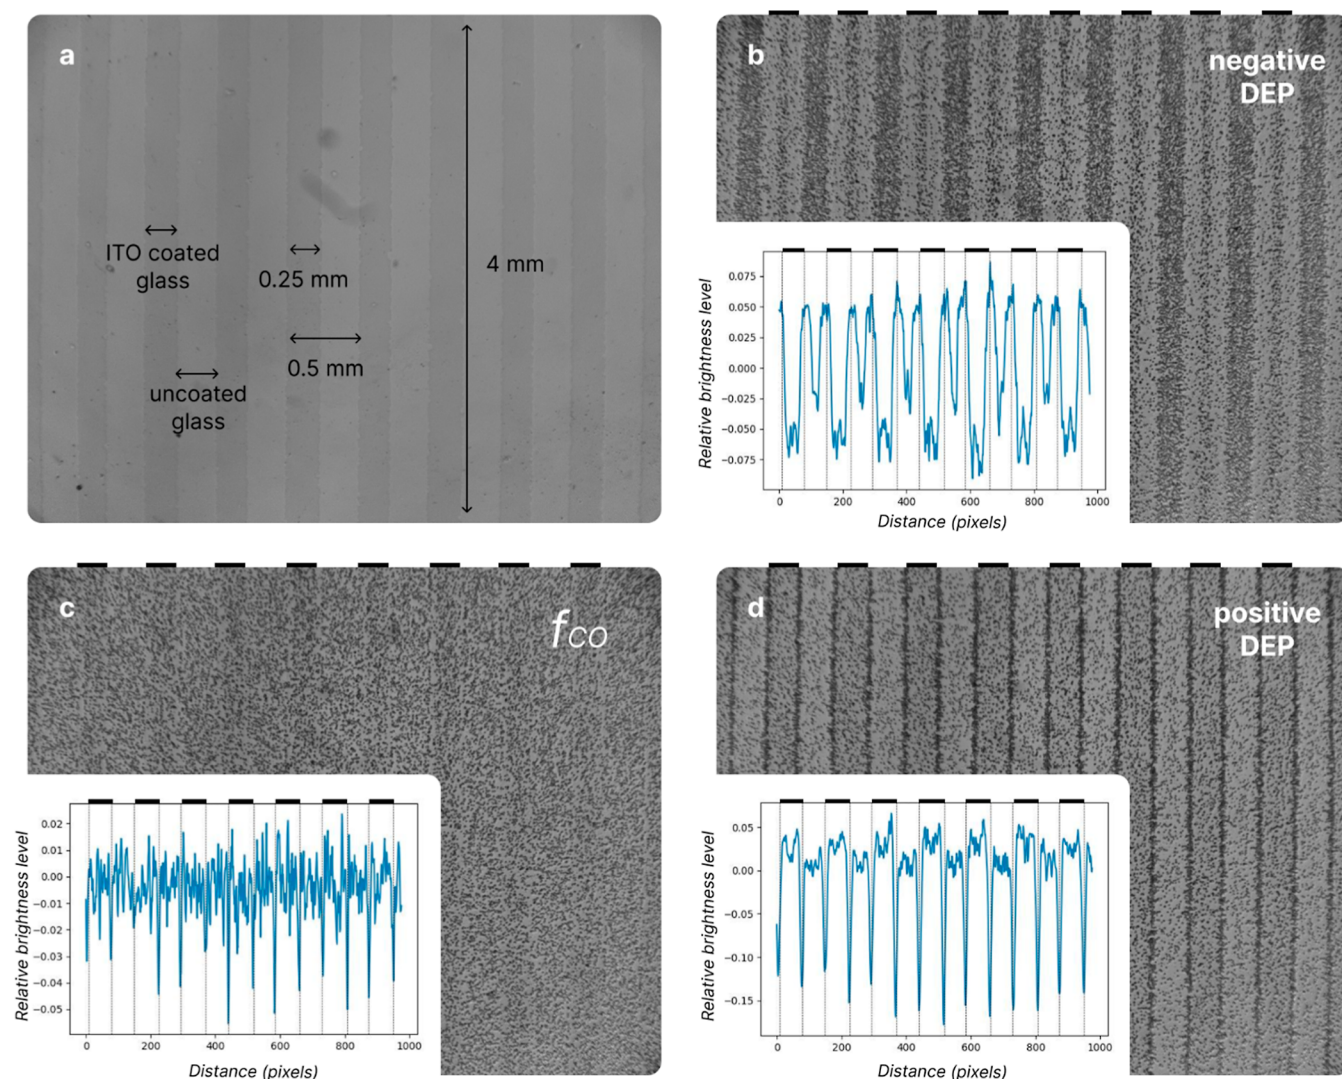 a
ITO coated
glass
0.25 mm
4 mm
0.5 mm
uncoated
glass
b
negative
DEP
Relative brightness level
0.075
0.050
0.025
0.000
−0.025
−0.050
−0.075
0
200
400
600
800
1000
Distance (pixels)
c
fCO
Relative brightness level
0.02
0.01
0.00
−0.01
−0.02
−0.03
−0.04
−0.05
0
200
400
600
800
1000
Distance (pixels)
d
positive
DEP
Relative brightness level
0.05
0.00
−0.05
−0.10
−0.15
0
200
400
600
800
1000
Distance (pixels)